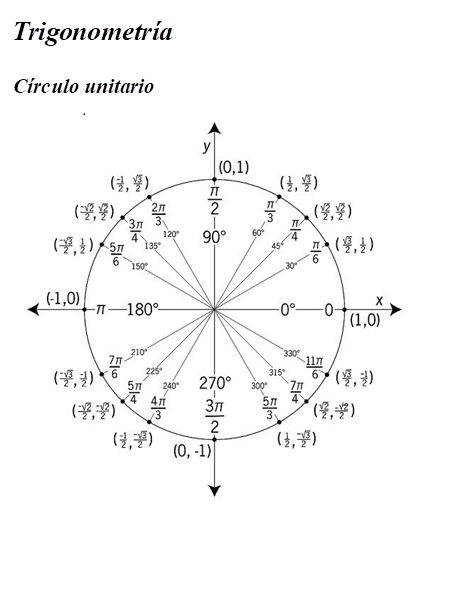 Trigonometría
Círculo unitario
y
(0,1)
(-1/2, √3/2) (1/2, √3/2)
π/2
2π/3 π/3
(-√2/2, √2/2) (√2/2, √2/2)
3π/4 120° 60° π/4
90°
135° 45°
(-√3/2, 1/2) 5π/6 π/6 (√3/2, 1/2)
150° 30°
(-1,0) x
π 180° 0° 0
(1,0)
210° 330°
7π/6 11π/6
225° 315°
(-√3/2, -1/2) (√3/2, -1/2)
270°
5π/4 240° 300° 7π/4
4π/3 5π/3
3π/2
(-√2/2, -√2/2) (√2/2, -√2/2)
(-1/2, -√3/2) (1/2, -√3/2)
(0, -1)